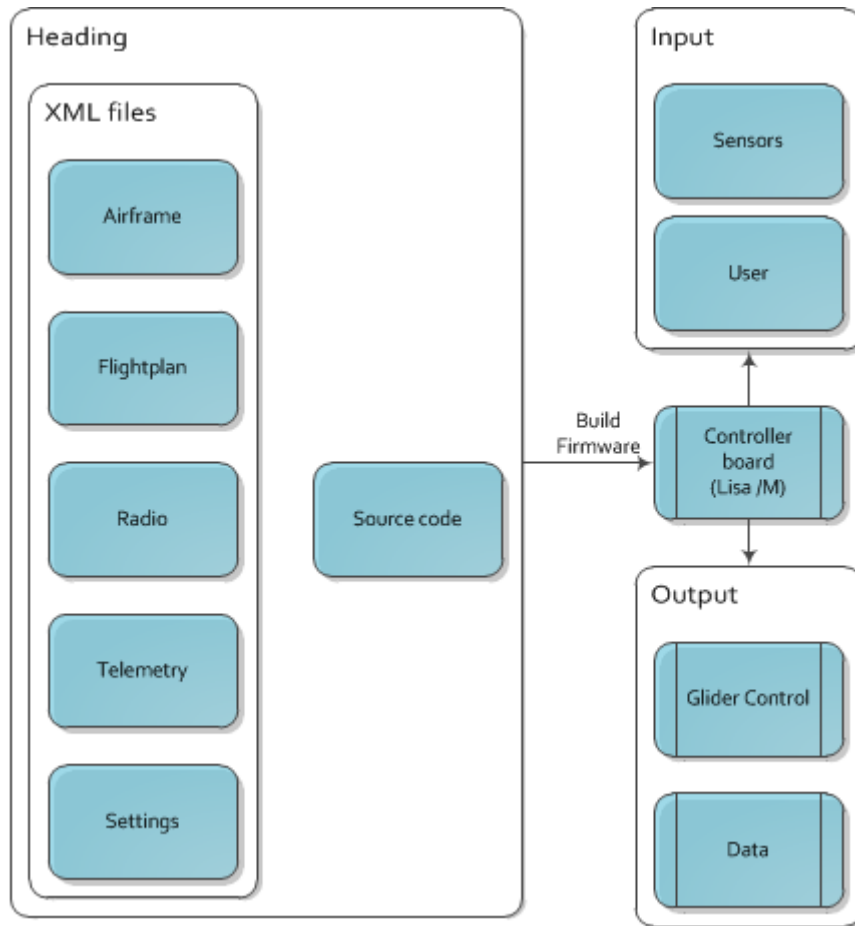 Heading
XML files
Airframe
Flightplan
Radio
Telemetry
Settings
Source code
Build
Firmware
Input
Sensors
User
Controller
board
(Lisa /M)
Output
Glider Control
Data